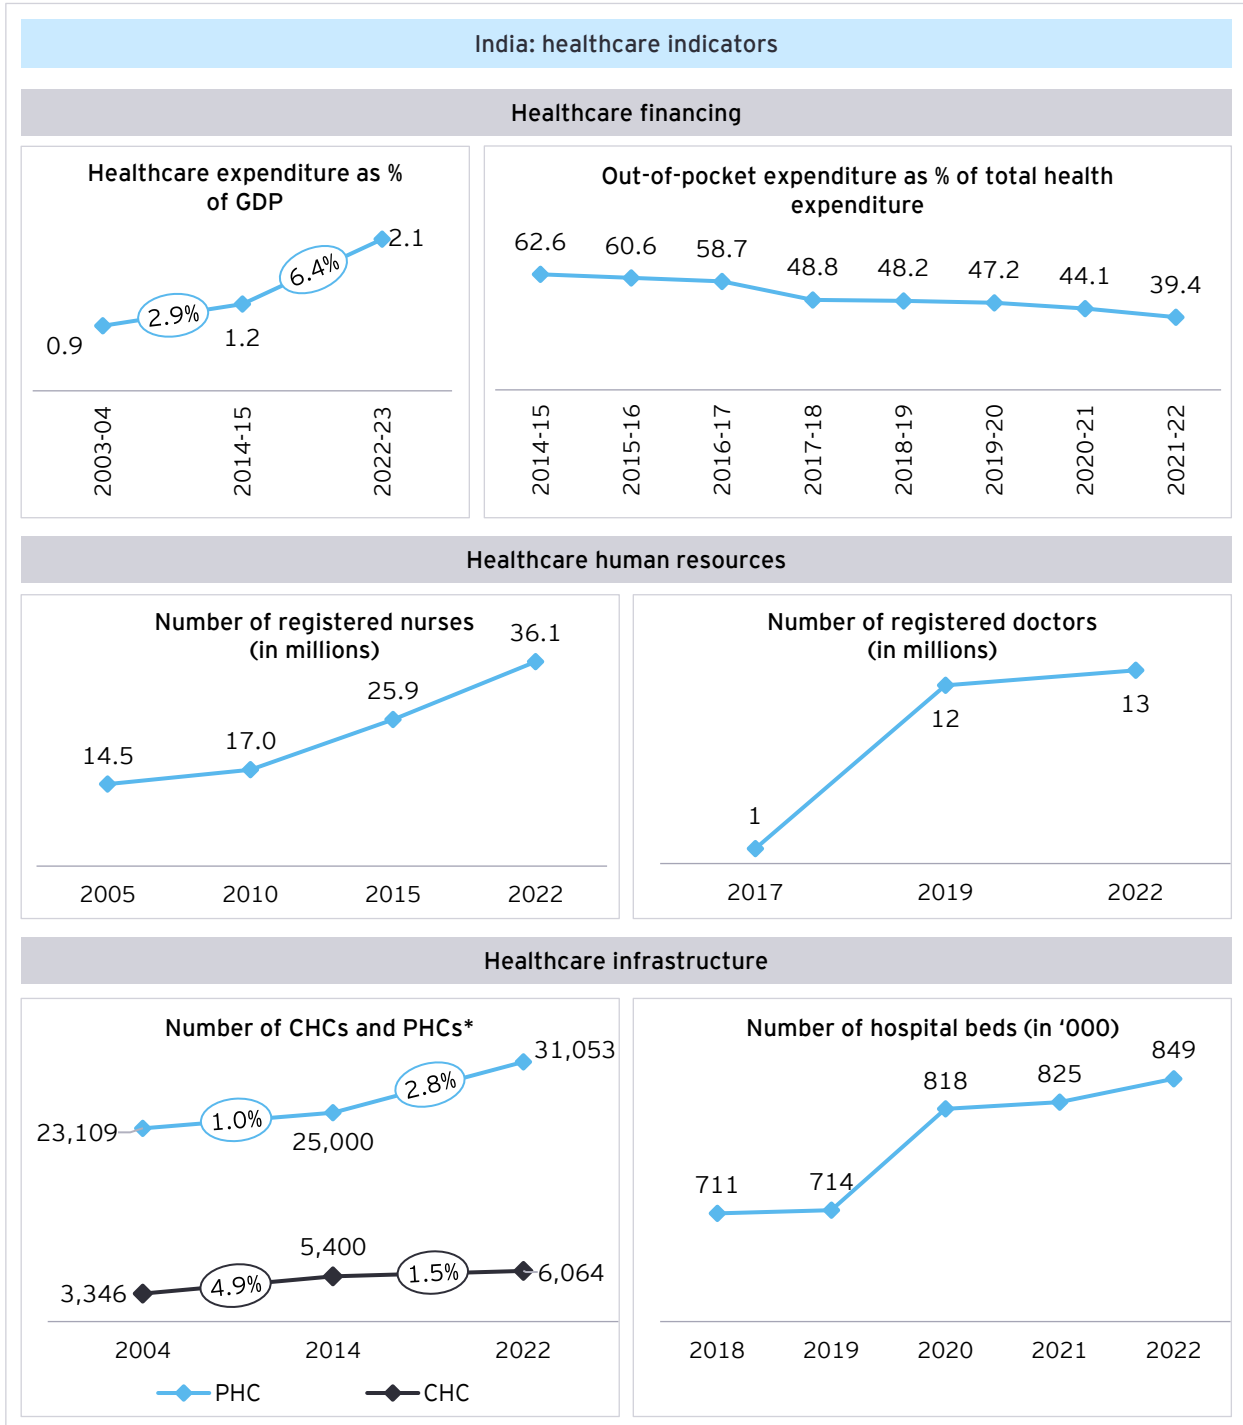 India: healthcare indicators
Healthcare financing
Healthcare expenditure as %
of GDP
2.1
6.4%
2.9%
1.2
0.9
2003-04
2014-15
2022-23
Out-of-pocket expenditure as % of total health
expenditure
62.6 60.6 58.7 48.8 48.2 47.2 44.1 39.4
2014-15
2015-16
2016-17
2017-18
2018-19
2019-20
2020-21
2021-22
Healthcare human resources
Number of registered nurses
(in millions)
14.5 17.0 25.9 36.1
2005 2010 2015 2022
Number of registered doctors
(in millions)
1 12 13
2017 2019 2022
Healthcare infrastructure
Number of CHCs and PHCs*
23,109 1.0% 25,000 2.8% 31,053
3,346 4.9% 5,400 1.5% 6,064
2004 2014 2022
PHC CHC
Number of hospital beds (in ‘000)
711 714 818 825 849
2018 2019 2020 2021 2022